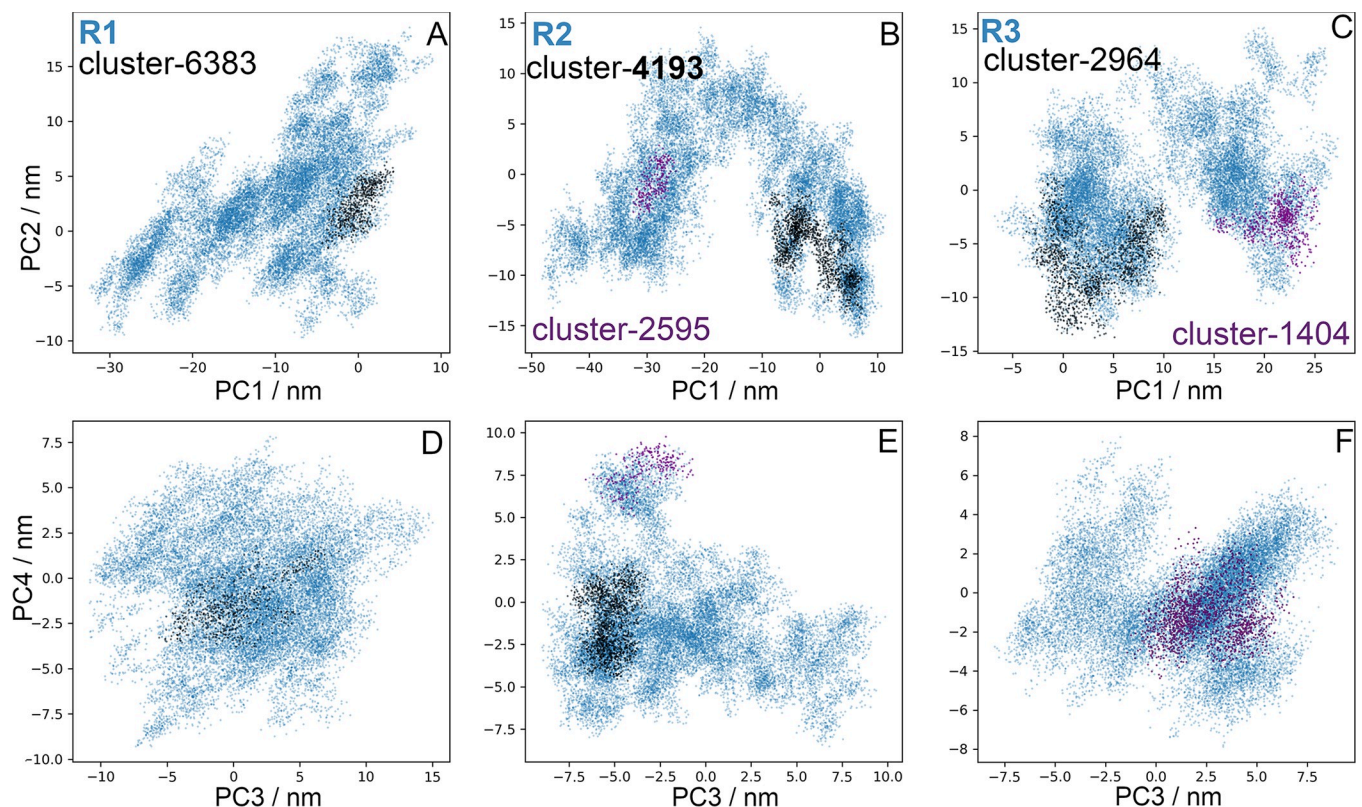 R1
cluster-6383
A
15
10
5
0
−5
−10
PC2 / nm
−30 −20 −10 0 10
PC1 / nm
R2
cluster-4193
B
15
10
5
0
−5
−10
−15
cluster-2595
−50 −40 −30 −20 −10 0 10
PC1 / nm
R3
cluster-2964
C
15
10
5
0
−5
−10
−15
cluster-1404
−5 0 5 10 15 20 25
PC1 / nm
D
7.5
5.0
2.5
0.0
−2.5
−5.0
−7.5
−10.0
PC4 / nm
−10 −5 0 5 10 15
PC3 / nm
E
10.0
7.5
5.0
2.5
0.0
−2.5
−5.0
−7.5
−7.5 −5.0 −2.5 0.0 2.5 5.0 7.5 10.0
PC3 / nm
F
8
6
4
2
0
−2
−4
−6
−8
−7.5 −5.0 −2.5 0.0 2.5 5.0 7.5
PC3 / nm